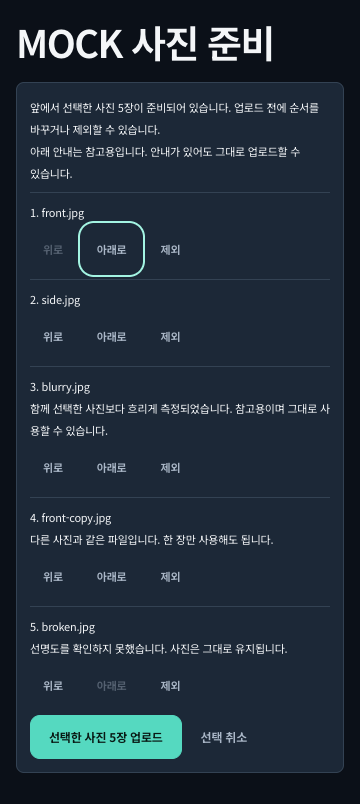 MOCK 사진 준비
앞에서 선택한 사진 5장이 준비되어 있습니다. 업로드 전에 순서를
바꾸거나 제외할 수 있습니다.
아래 안내는 참고용입니다. 안내가 있어도 그대로 업로드할 수
있습니다.
1. front.jpg
위로 아래로 제외
2. side.jpg
위로 아래로 제외
3. blurry.jpg
함께 선택한 사진보다 흐리게 측정되었습니다. 참고용이며 그대로 사
용할 수 있습니다.
위로 아래로 제외
4. front-copy.jpg
다른 사진과 같은 파일입니다. 한 장만 사용해도 됩니다.
위로 아래로 제외
5. broken.jpg
선명도를 확인하지 못했습니다. 사진은 그대로 유지됩니다.
위로 아래로 제외
선택한 사진 5장 업로드 선택 취소